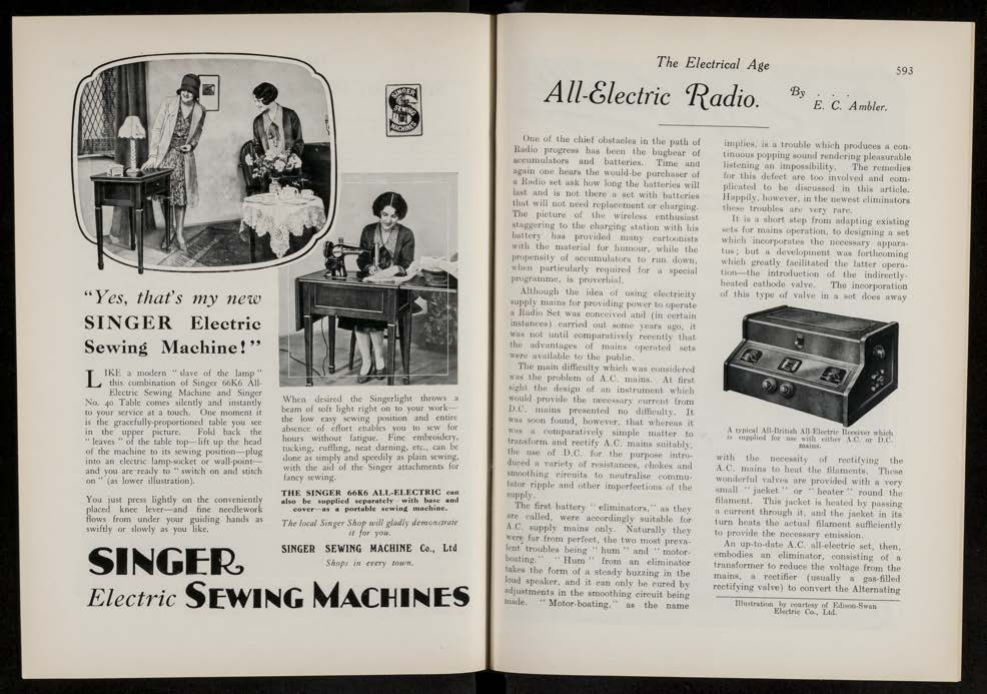 SINGER
SEWING
MACHINES
"Yes, that's my new
SINGER Electric
Sewing Machine!"
LIKE a modern "slave of the lamp"
this combination of Singer 66K6 All-
Electric Sewing Machine and Singer
No. 40 Table comes silently and instantly
to your service at a touch. One moment it
is the gracefully-proportioned table you see
in the upper picture. Fold back the
"leaves" of the table top—lift up the head
of the machine to its sewing position—plug
into an electric lamp-socket or wall-point—
and you are ready to "switch on and stitch
on" (as lower illustration).
You just press lightly on the conveniently
placed knee lever—and fine needlework
flows from under your guiding hands as
swiftly or slowly as you like.
When desired the Singerlight throws a
beam of soft light right on to your work—
the low easy sewing position and entire
absence of effort enables you to sew for
hours without fatigue. Fine embroidery,
tucking, ruffling, neat darning, etc., can be
done as simply and speedily as plain sewing,
with the aid of the Singer attachments for
fancy sewing.
THE SINGER 66K6 ALL-ELECTRIC can
also be supplied separately with base and
cover—as a portable sewing machine.
The local Singer Shop will gladly demonstrate
it for you.
SINGER SEWING MACHINE Co., Ltd
Shops in every town.
SINGER
Electric SEWING MACHINES
The Electrical Age
593
All-Electric Radio.
By . . .
E. C. Ambler.
One of the chief obstacles in the path of
Radio progress has been the bugbear of
accumulators and batteries. Time and
again one hears the would-be purchaser of
a Radio set ask how long the batteries will
last and is not there a set with batteries
that will not need replacement or charging.
The picture of the wireless enthusiast
staggering to the charging station with his
battery has provided many cartoonists
with the material for humour, while the
propensity of accumulators to run down,
when particularly required for a special
programme, is proverbial.
Although the idea of using electricity
supply mains for providing power to operate
a Radio Set was conceived and (in certain
instances) carried out some years ago, it
was not until comparatively recently that
the advantages of mains operated sets
were available to the public.
The main difficulty which was considered
was the problem of A.C. mains. At first
sight the design of an instrument which
would provide the necessary current from
D.C. mains presented no difficulty. It
was soon found, however, that whereas it
was a comparatively simple matter to
transform and rectify A.C. mains suitably,
the use of D.C. for the purpose intro-
duced a variety of resistances, chokes and
smoothing circuits to neutralise commu-
tator ripple and other imperfections of the
supply.
The first battery "eliminators," as they
are called, were accordingly suitable for
A.C. supply mains only. Naturally they
were far from perfect, the two most preva-
lent troubles being "hum" and "motor-
boating." "Hum" from an eliminator
takes the form of a steady buzzing in the
loud speaker, and it can only be cured by
adjustments in the smoothing circuit being
made. "Motor-boating," as the name
implies, is a trouble which produces a con-
tinuous popping sound rendering pleasurable
listening an impossibility. The remedies
for this defect are too involved and com-
plicated to be discussed in this article.
Happily, however, in the newest eliminators
these troubles are very rare.
It is a short step from adapting existing
sets for mains operation, to designing a set
which incorporates the necessary appara-
tus; but a development was forthcoming
which greatly facilitated the latter opera-
tion—the introduction of the indirectly-
heated cathode valve. The incorporation
of this type of valve in a set does away
A typical All-British All-Electric Receiver which
is supplied for use with either A.C. or D.C.
mains.
with the necessity of rectifying the
A.C. mains to heat the filaments. These
wonderful valves are provided with a very
small "jacket" or "heater" round the
filament. This jacket is heated by passing
a current through it, and the jacket in its
turn heats the actual filament sufficiently
to provide the necessary emission.
An up-to-date A.C. all-electric set, then,
embodies an eliminator, consisting of a
transformer to reduce the voltage from the
mains, a rectifier (usually a gas-filled
rectifying valve) to convert the Alternating
Illustration by courtesy of Edison-Swan
Electric Co., Ltd.